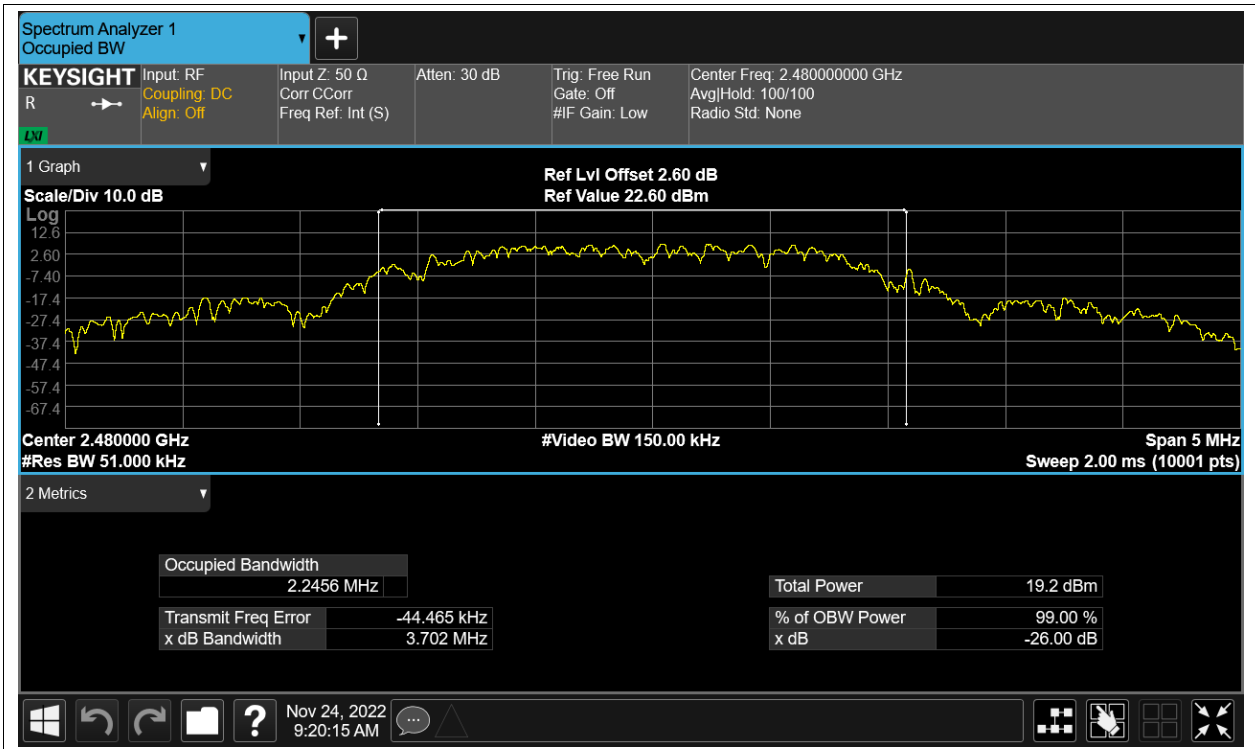 Spectrum Analyzer 1
Occupied BW
KEYSIGHT
R
LXI
Input: RF
Coupling: DC
Align: Off
Input Z: 50 Ω
Corr CCorr
Freq Ref: Int (S)
Atten: 30 dB
Trig: Free Run
Gate: Off
#IF Gain: Low
Center Freq: 2.480000000 GHz
Avg|Hold: 100/100
Radio Std: None
1 Graph
Scale/Div 10.0 dB
Ref Lvl Offset 2.60 dB
Ref Value 22.60 dBm
Log
12.6
2.60
-7.40
-17.4
-27.4
-37.4
-47.4
-57.4
-67.4
Center 2.480000 GHz
#Res BW 51.000 kHz
#Video BW 150.00 kHz
Span 5 MHz
Sweep 2.00 ms (10001 pts)
2 Metrics
Occupied Bandwidth
2.2456 MHz
Transmit Freq Error -44.465 kHz
x dB Bandwidth 3.702 MHz
Total Power 19.2 dBm
% of OBW Power 99.00 %
x dB -26.00 dB
?
Nov 24, 2022
9:20:15 AM